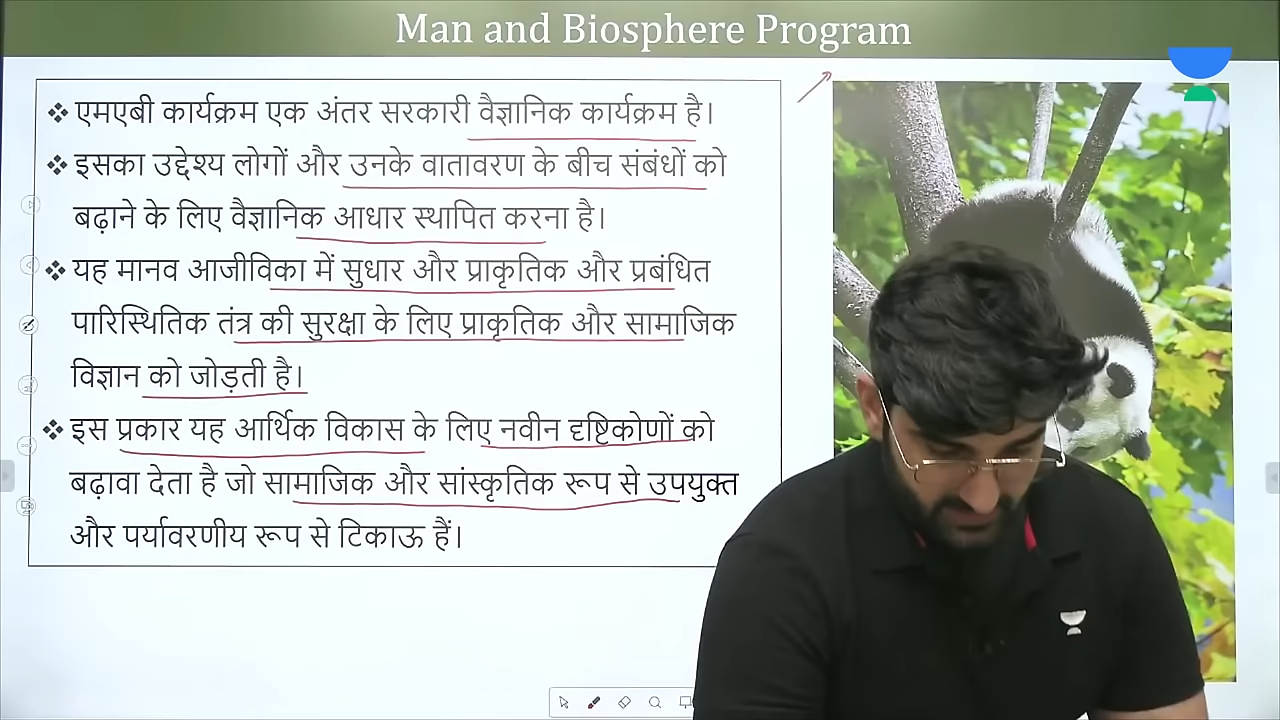 Man and Biosphere Program
❖ एमएबी कार्यक्रम एक अंतर सरकारी वैज्ञानिक कार्यक्रम है।
❖ इसका उद्देश्य लोगों और उनके वातावरण के बीच संबंधों को
बढ़ाने के लिए वैज्ञानिक आधार स्थापित करना है।
❖ यह मानव आजीविका में सुधार और प्राकृतिक और प्रबंधित
पारिस्थितिक तंत्र की सुरक्षा के लिए प्राकृतिक और सामाजिक
विज्ञान को जोड़ती है।
❖ इस प्रकार यह आर्थिक विकास के लिए नवीन दृष्टिकोणों को
बढ़ावा देता है जो सामाजिक और सांस्कृतिक रूप से उपयुक्त
और पर्यावरणीय रूप से टिकाऊ हैं।